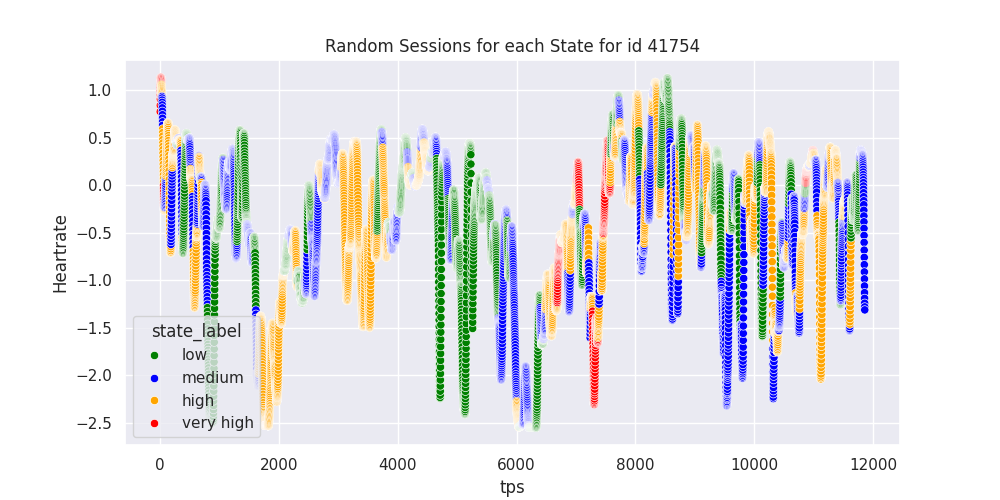 Random Sessions for each State for id 41754
Heartrate
1.0
0.5
0.0
−0.5
−1.0
−1.5
−2.0
−2.5
state_label
low
medium
high
very high
0 2000 4000 6000 8000 10000 12000
tps